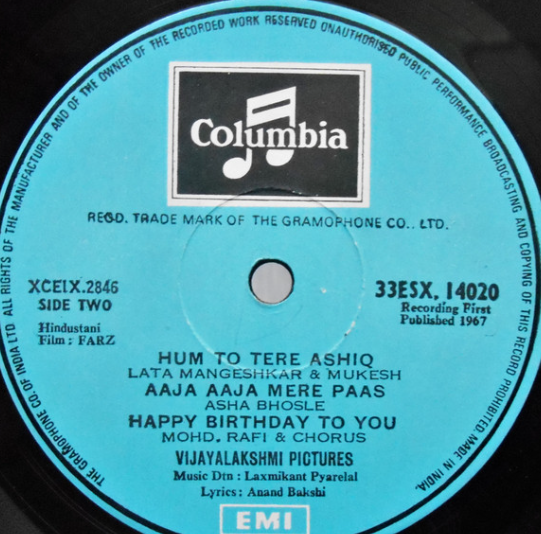 THE GRAMOPHONE CO. OF INDIA LTD ALL RIGHTS OF THE MANUFACTURER AND OF THE OWNER OF THE RECORDED WORK RESERVED UNAUTHORISED PUBLIC PERFORMANCE BROADCASTING AND COPYING OF THIS RECORD PROHIBITED MADE IN INDIA.
Columbia
REGD. TRADE MARK OF THE GRAMOPHONE CO., LTD.
XCEIX.2846
SIDE TWO
Hindustani
Film : FARZ
33ESX, 14020
Recording First
Published 1967
HUM TO TERE ASHIQ
LATA MANGESHKAR & MUKESH
AAJA AAJA MERE PAAS
ASHA BHOSLE
HAPPY BIRTHDAY TO YOU
MOHD. RAFI & CHORUS
VIJAYALAKSHMI PICTURES
Music Dtn : Laxmikant Pyarelal
Lyrics : Anand Bakshi
EMI